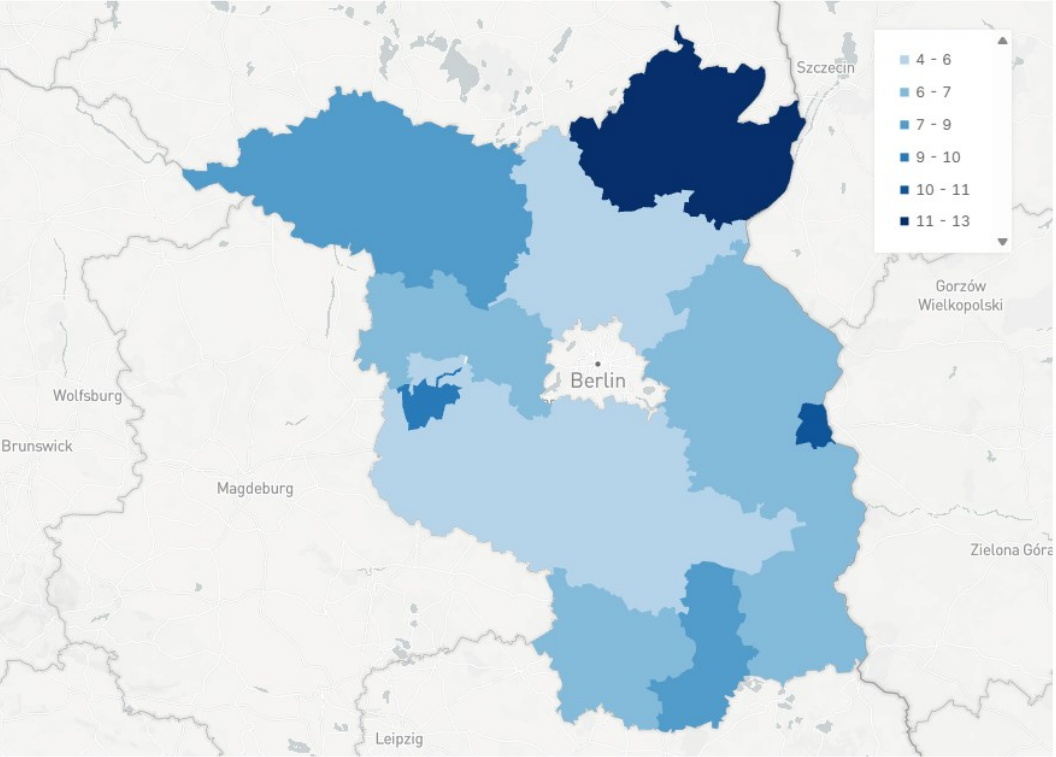 Szczecin
4 - 6
6 - 7
7 - 9
9 - 10
10 - 11
11 - 13
Gorzów
Wielkopolski
Berlin
Wolfsburg
Brunswick
Magdeburg
Zielona Góra
Leipzig